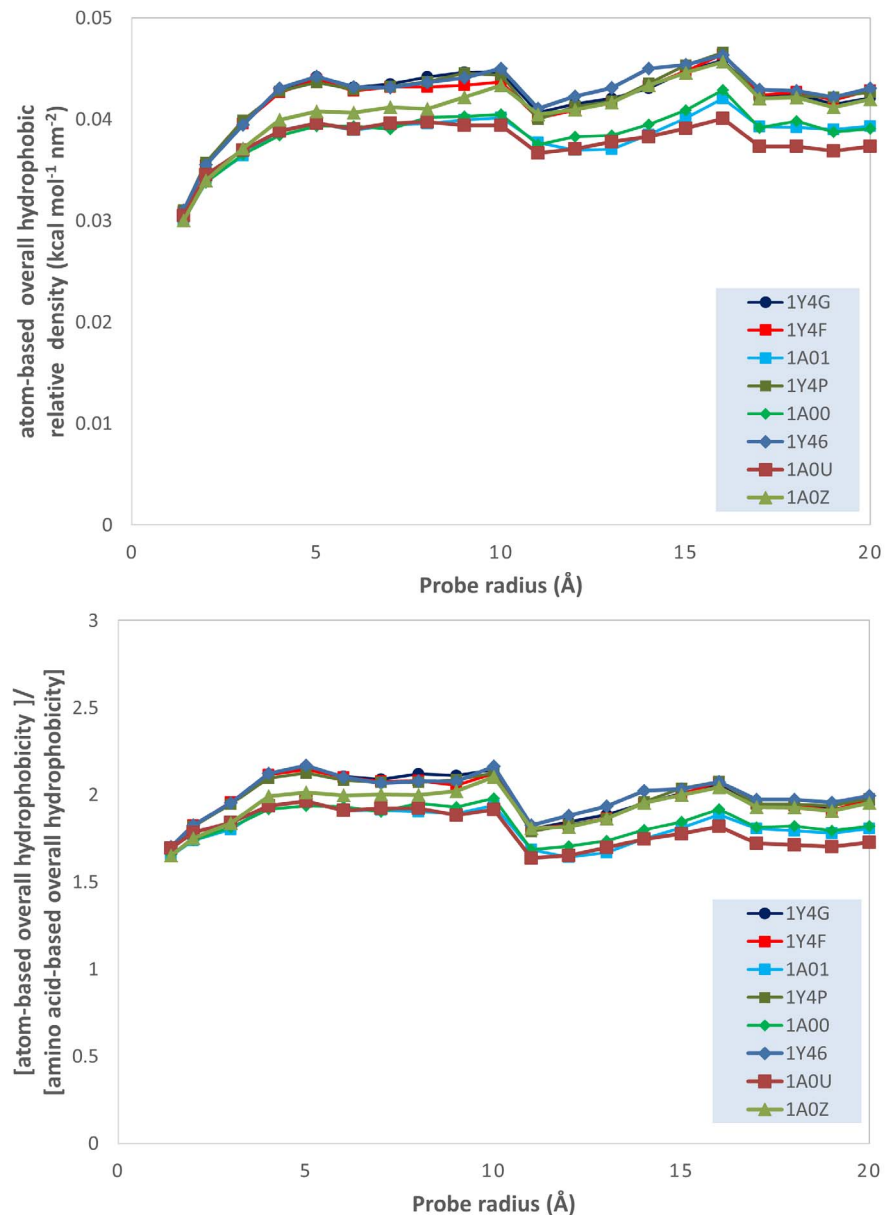 atom-based overall hydrophobic
relative density (kcal mol⁻¹ nm⁻²)
0.05
0.04
0.03
0.02
0.01
0
1Y4G
1Y4F
1A01
1Y4P
1A00
1Y46
1A0U
1A0Z
0
5
10
15
20
Probe radius (Å)
[atom-based overall hydrophobicity ]/
[amino acid-based overall hydrophobicity]
3
2.5
2
1.5
1
0.5
0
1Y4G
1Y4F
1A01
1Y4P
1A00
1Y46
1A0U
1A0Z
0
5
10
15
20
Probe radius (Å)